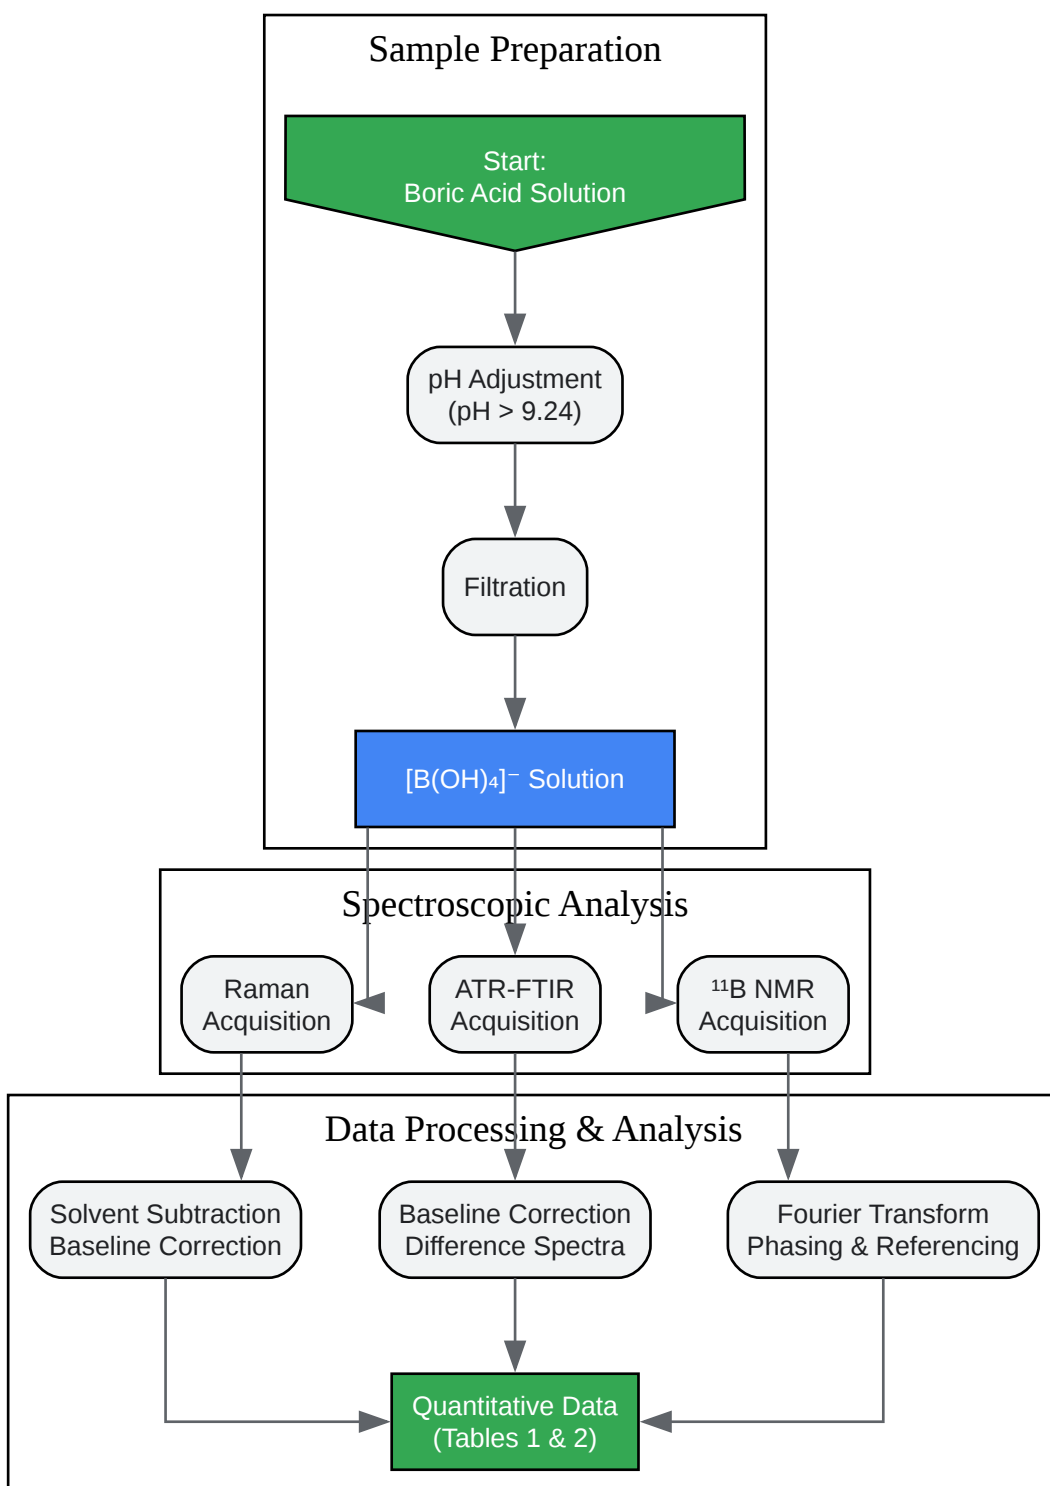 Sample Preparation
Start:
Boric Acid Solution
pH Adjustment
(pH > 9.24)
Filtration
[B(OH)₄]⁻ Solution
Spectroscopic Analysis
Raman
Acquisition
ATR-FTIR
Acquisition
¹¹B NMR
Acquisition
Data Processing & Analysis
Solvent Subtraction
Baseline Correction
Baseline Correction
Difference Spectra
Fourier Transform
Phasing & Referencing
Quantitative Data
(Tables 1 & 2)